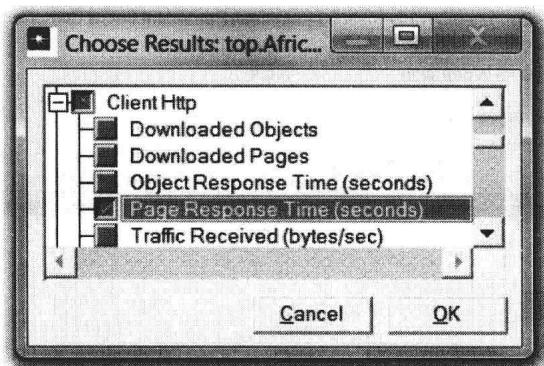 Choose Results: top.Afric...
Client Http
Downloaded Objects
Downloaded Pages
Object Response Time (seconds)
Page Response Time (seconds)
Traffic Received (bytes/sec)
Cancel OK